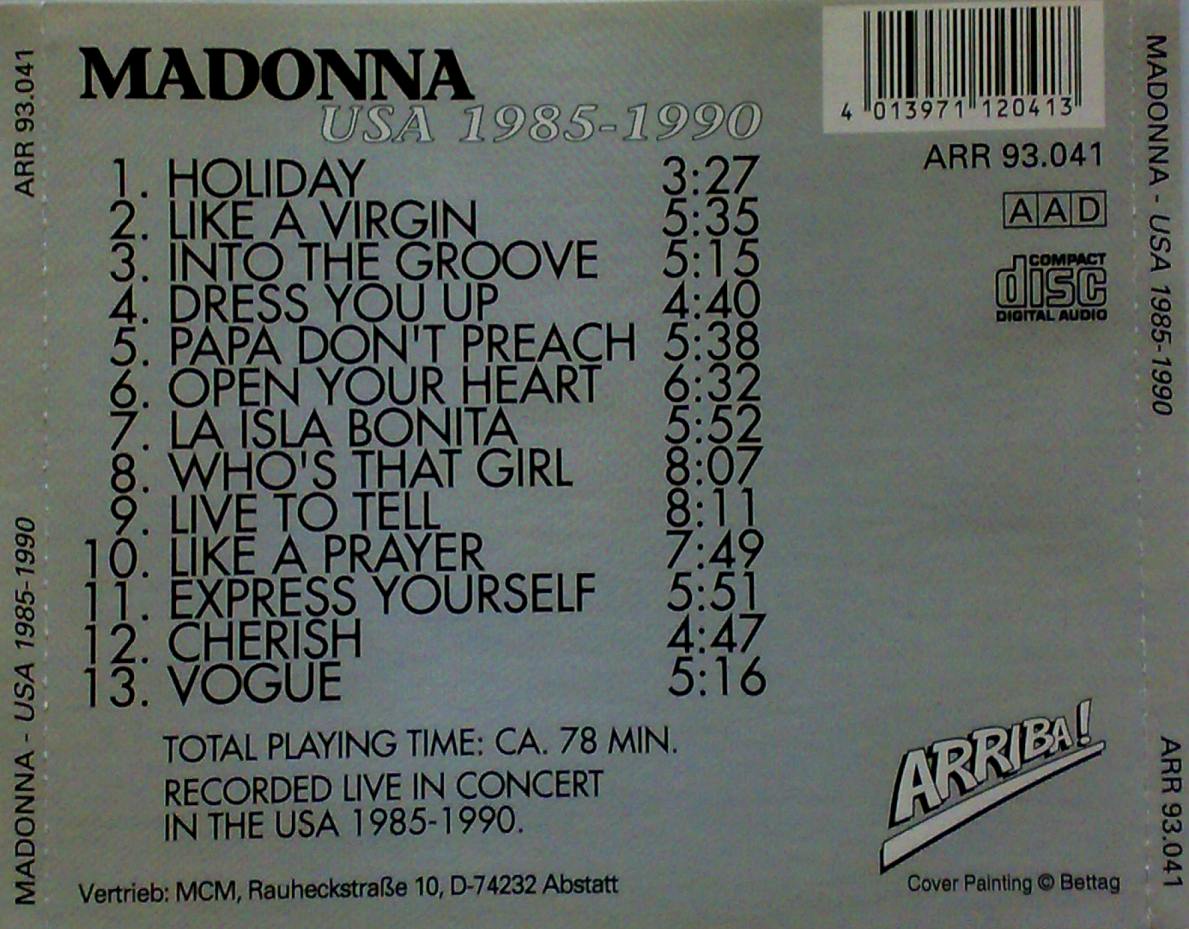 MADONNA
USA 1985-1990
1. HOLIDAY 3:27
2. LIKE A VIRGIN 5:35
3. INTO THE GROOVE 5:15
4. DRESS YOU UP 4:40
5. PAPA DON'T PREACH 5:38
6. OPEN YOUR HEART 6:32
7. LA ISLA BONITA 5:52
8. WHO'S THAT GIRL 8:07
9. LIVE TO TELL 8:11
10. LIKE A PRAYER 7:49
11. EXPRESS YOURSELF 5:51
12. CHERISH 4:47
13. VOGUE 5:16
TOTAL PLAYING TIME: CA. 78 MIN.
RECORDED LIVE IN CONCERT
IN THE USA 1985-1990.
Vertrieb: MCM, Rauheckstraße 10, D-74232 Abstatt
4 013971 120413
ARR 93.041
AAD
COMPACT
disc
DIGITAL AUDIO
ARRIBA!
Cover Painting © Bettag
MADONNA - USA 1985-1990
ARR 93.041
MADONNA - USA 1985-1990
ARR 93.041